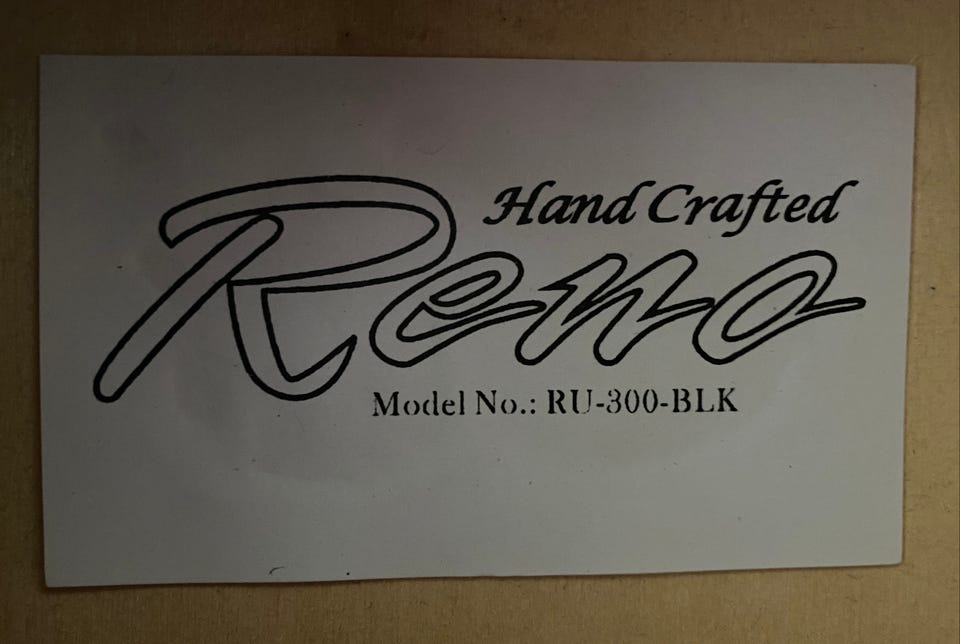 Hand Crafted
Reno
Model No.: RU-300-BLK